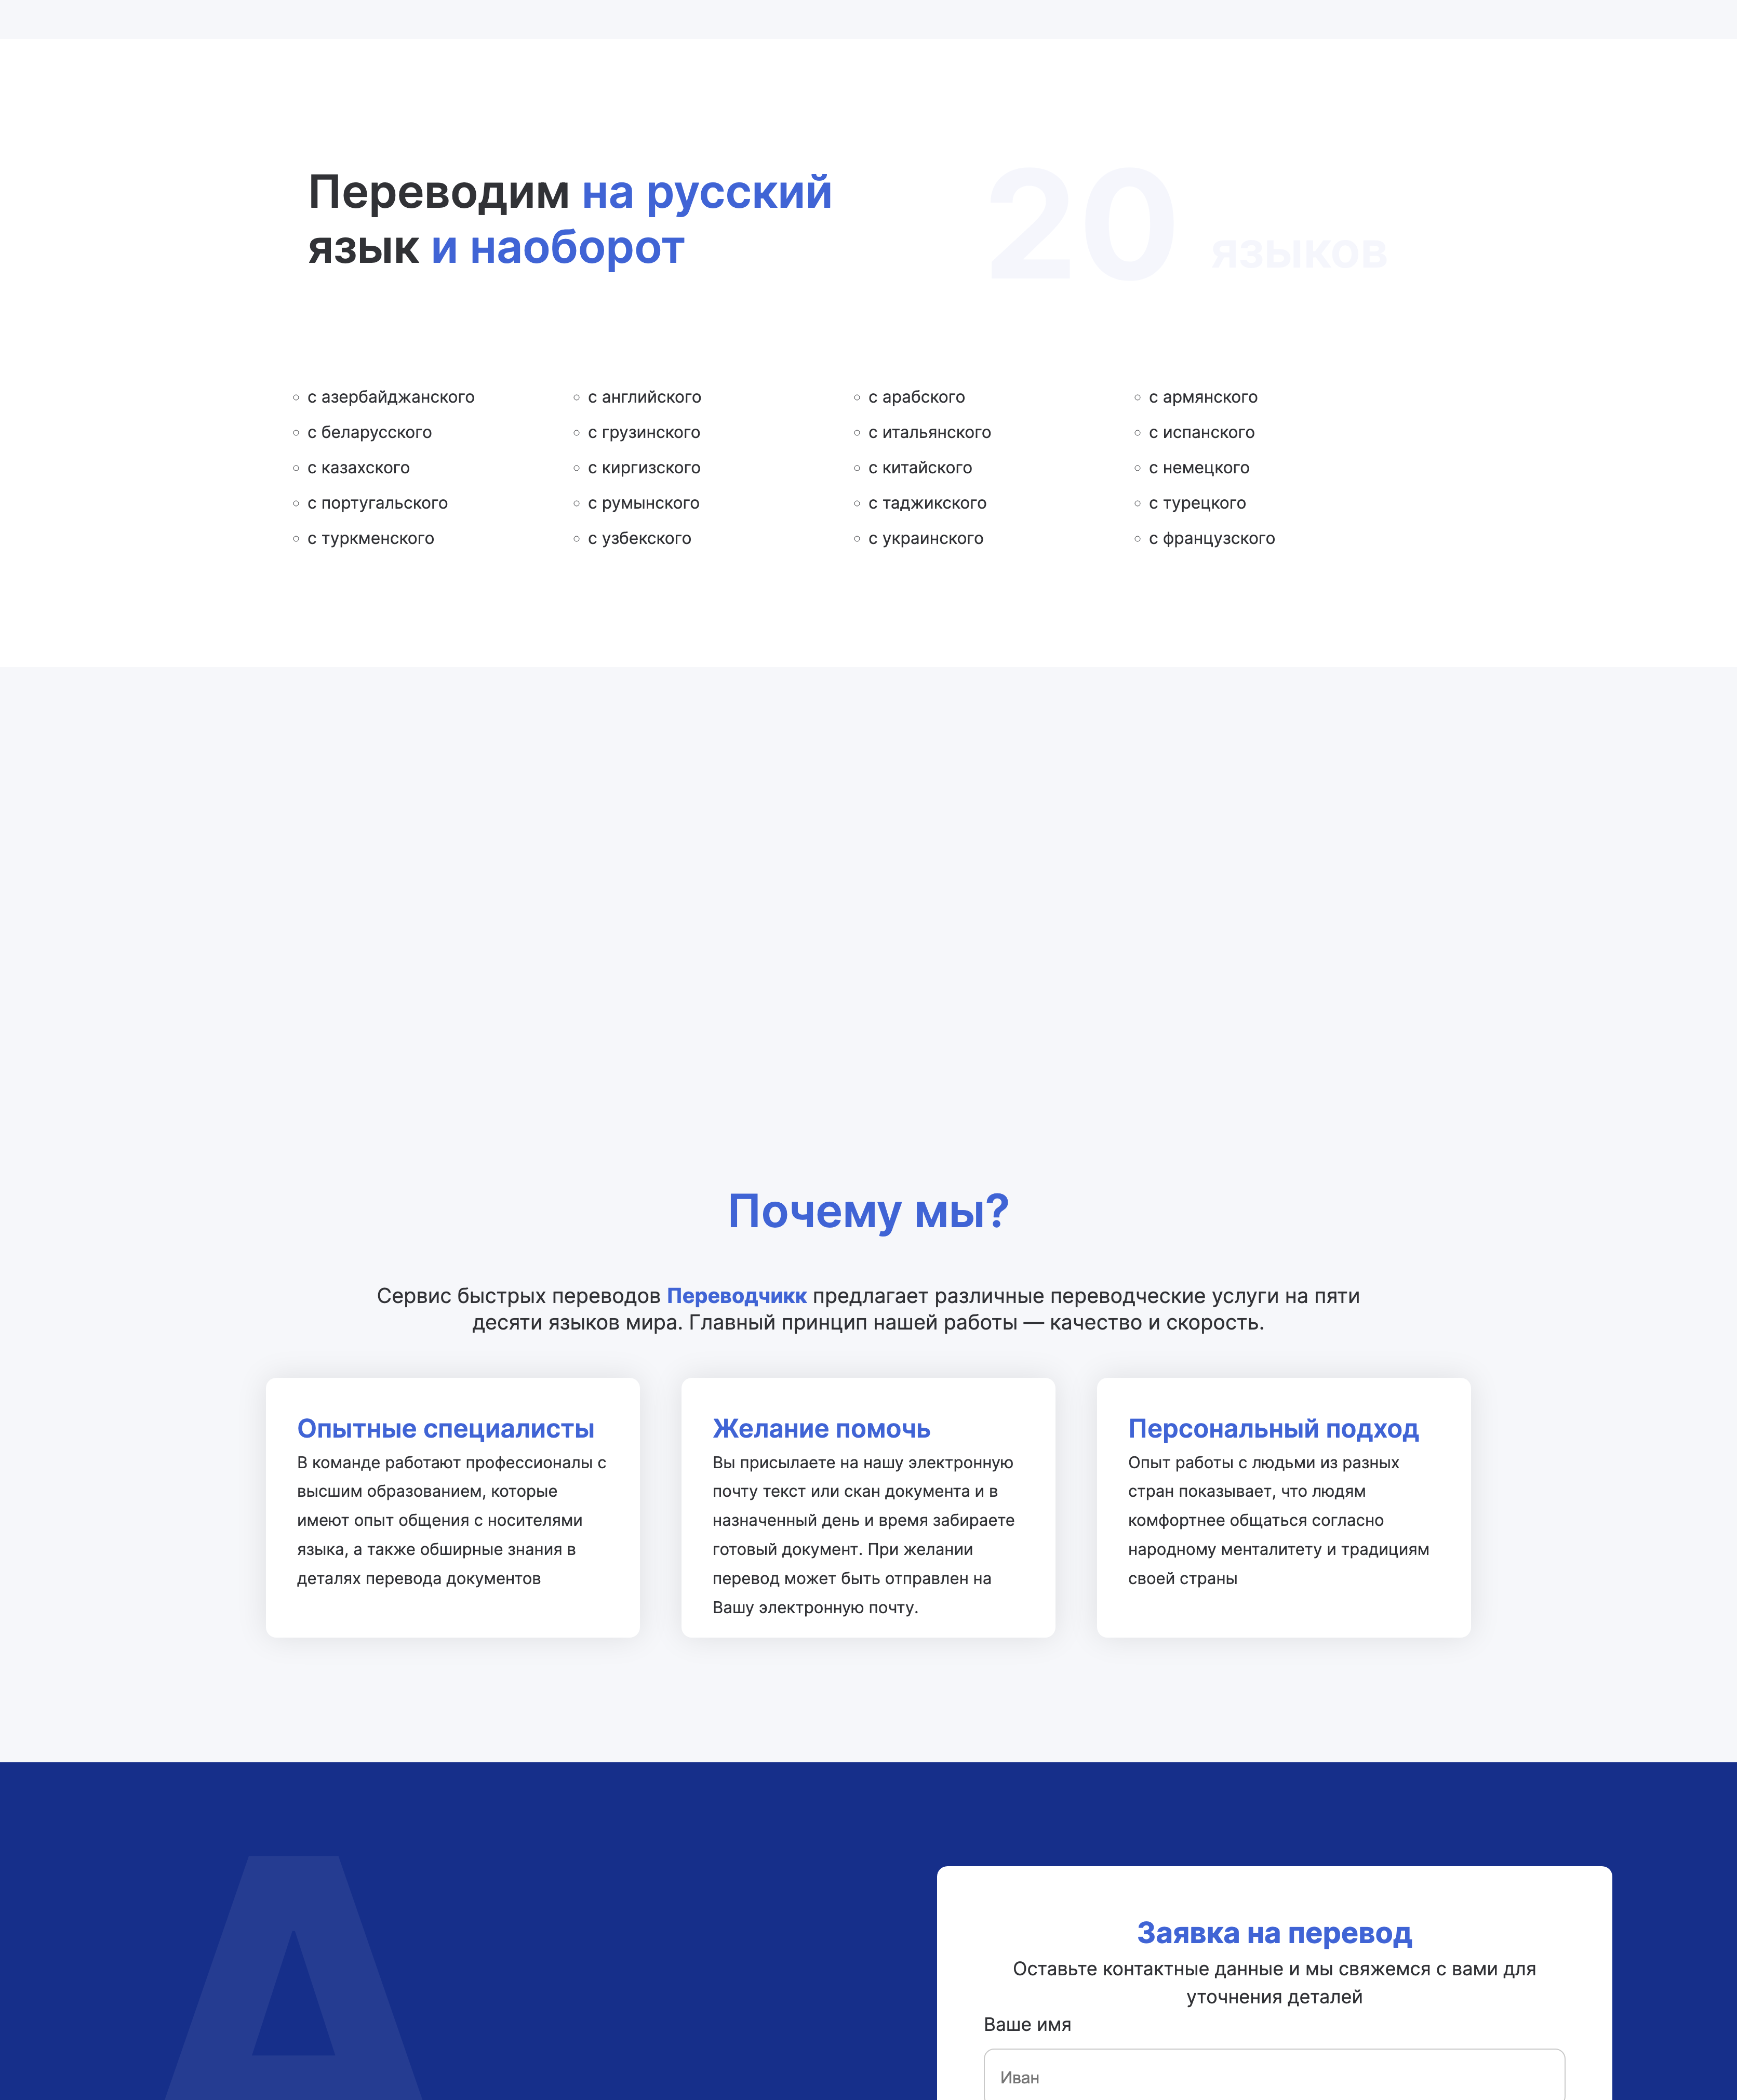 Переводим на русский
язык и наоборот
20 языков
с азербайджанского
с английского
с арабского
с армянского
с беларусского
с грузинского
с итальянского
с испанского
с казахского
с киргизского
с китайского
с немецкого
с португальского
с румынского
с таджикского
с турецкого
с туркменского
с узбекского
с украинского
с французского
Почему мы?
Сервис быстрых переводов Переводчикк предлагает различные переводческие услуги на пяти
десяти языков мира. Главный принцип нашей работы — качество и скорость.
Опытные специалисты
В команде работают профессионалы с
высшим образованием, которые
имеют опыт общения с носителями
языка, а также обширные знания в
деталях перевода документов
Желание помочь
Вы присылаете на нашу электронную
почту текст или скан документа и в
назначенный день и время забираете
готовый документ. При желании
перевод может быть отправлен на
Вашу электронную почту.
Персональный подход
Опыт работы с людьми из разных
стран показывает, что людям
комфортнее общаться согласно
народному менталитету и традициям
своей страны
A
Заявка на перевод
Оставьте контактные данные и мы свяжемся с вами для
уточнения деталей
Ваше имя
Иван